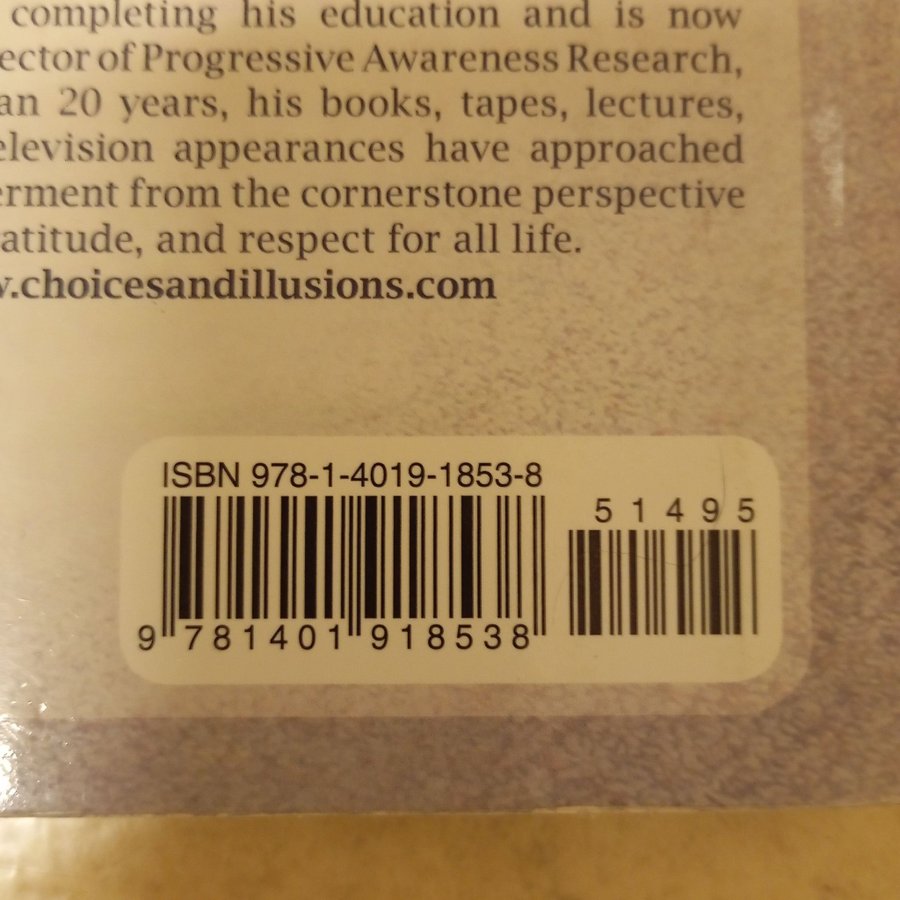 completing his education and is now
ector of Progressive Awareness Research,
an 20 years, his books, tapes, lectures,
elevision appearances have approached
erment from the cornerstone perspective
atitude, and respect for all life.
.choicesandillusions.com
ISBN 978-1-4019-1853-8
51495
9 781401 918538